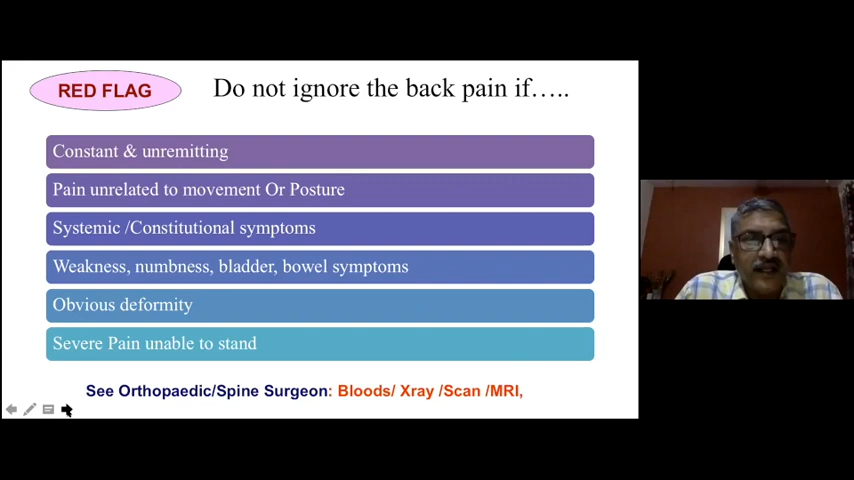 RED FLAG
Do not ignore the back pain if…..
Constant & unremitting
Pain unrelated to movement Or Posture
Systemic /Constitutional symptoms
Weakness, numbness, bladder, bowel symptoms
Obvious deformity
Severe Pain unable to stand
See Orthopaedic/Spine Surgeon: Bloods/ Xray /Scan /MRI,